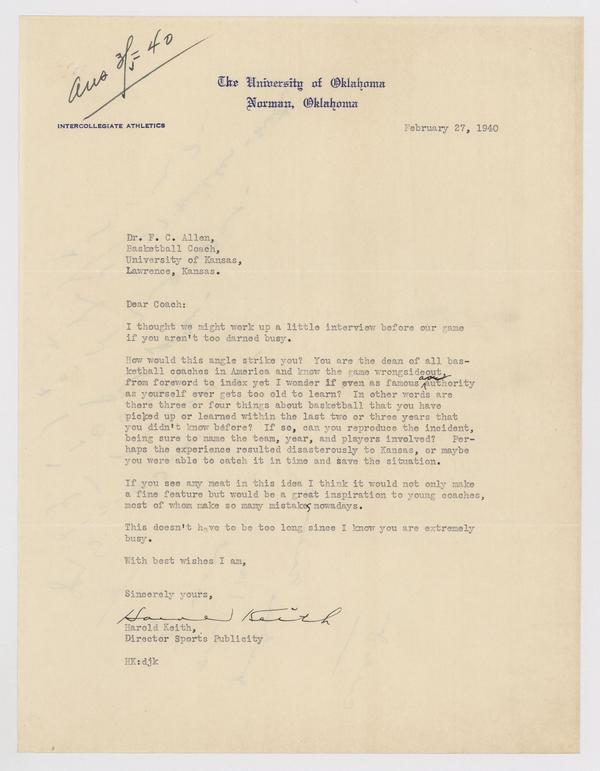 Ans 3/5 40
The University of Oklahoma
Norman, Oklahoma
INTERCOLLEGIATE ATHLETICS
February 27, 1940
Dr. F. C. Allen,
Basketball Coach,
University of Kansas,
Lawrence, Kansas.
Dear Coach:
I thought we might work up a little interview before our game
if you aren't too darned busy.
How would this angle strike you? You are the dean of all bas-
ketball coaches in America and know the game wrongsideout,
from foreword to index yet I wonder if even as famous an authority
as yourself ever gets too old to learn? In other words are
there three or four things about basketball that you have
picked up or learned within the last two or three years that
you didn't know before? If so, can you reproduce the incident,
being sure to name the team, year, and players involved? Per-
haps the experience resulted disasterously to Kansas, or maybe
you were able to catch it in time and save the situation.
If you see any meat in this idea I think it would not only make
a fine feature but would be a great inspiration to young coaches,
most of whom make so many mistakes nowadays.
This doesn't have to be too long since I know you are extremely
busy.
With best wishes I am,
Sincerely yours,
Harold Keith
Harold Keith,
Director Sports Publicity
HK:djk